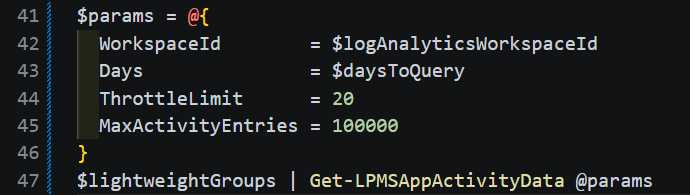 41 $params = @{
42 WorkspaceId = $logAnalyticsWorkspaceId
43 Days = $daysToQuery
44 ThrottleLimit = 20
45 MaxActivityEntries = 100000
46 }
47 $lightweightGroups | Get-LPMSAppActivityData @params